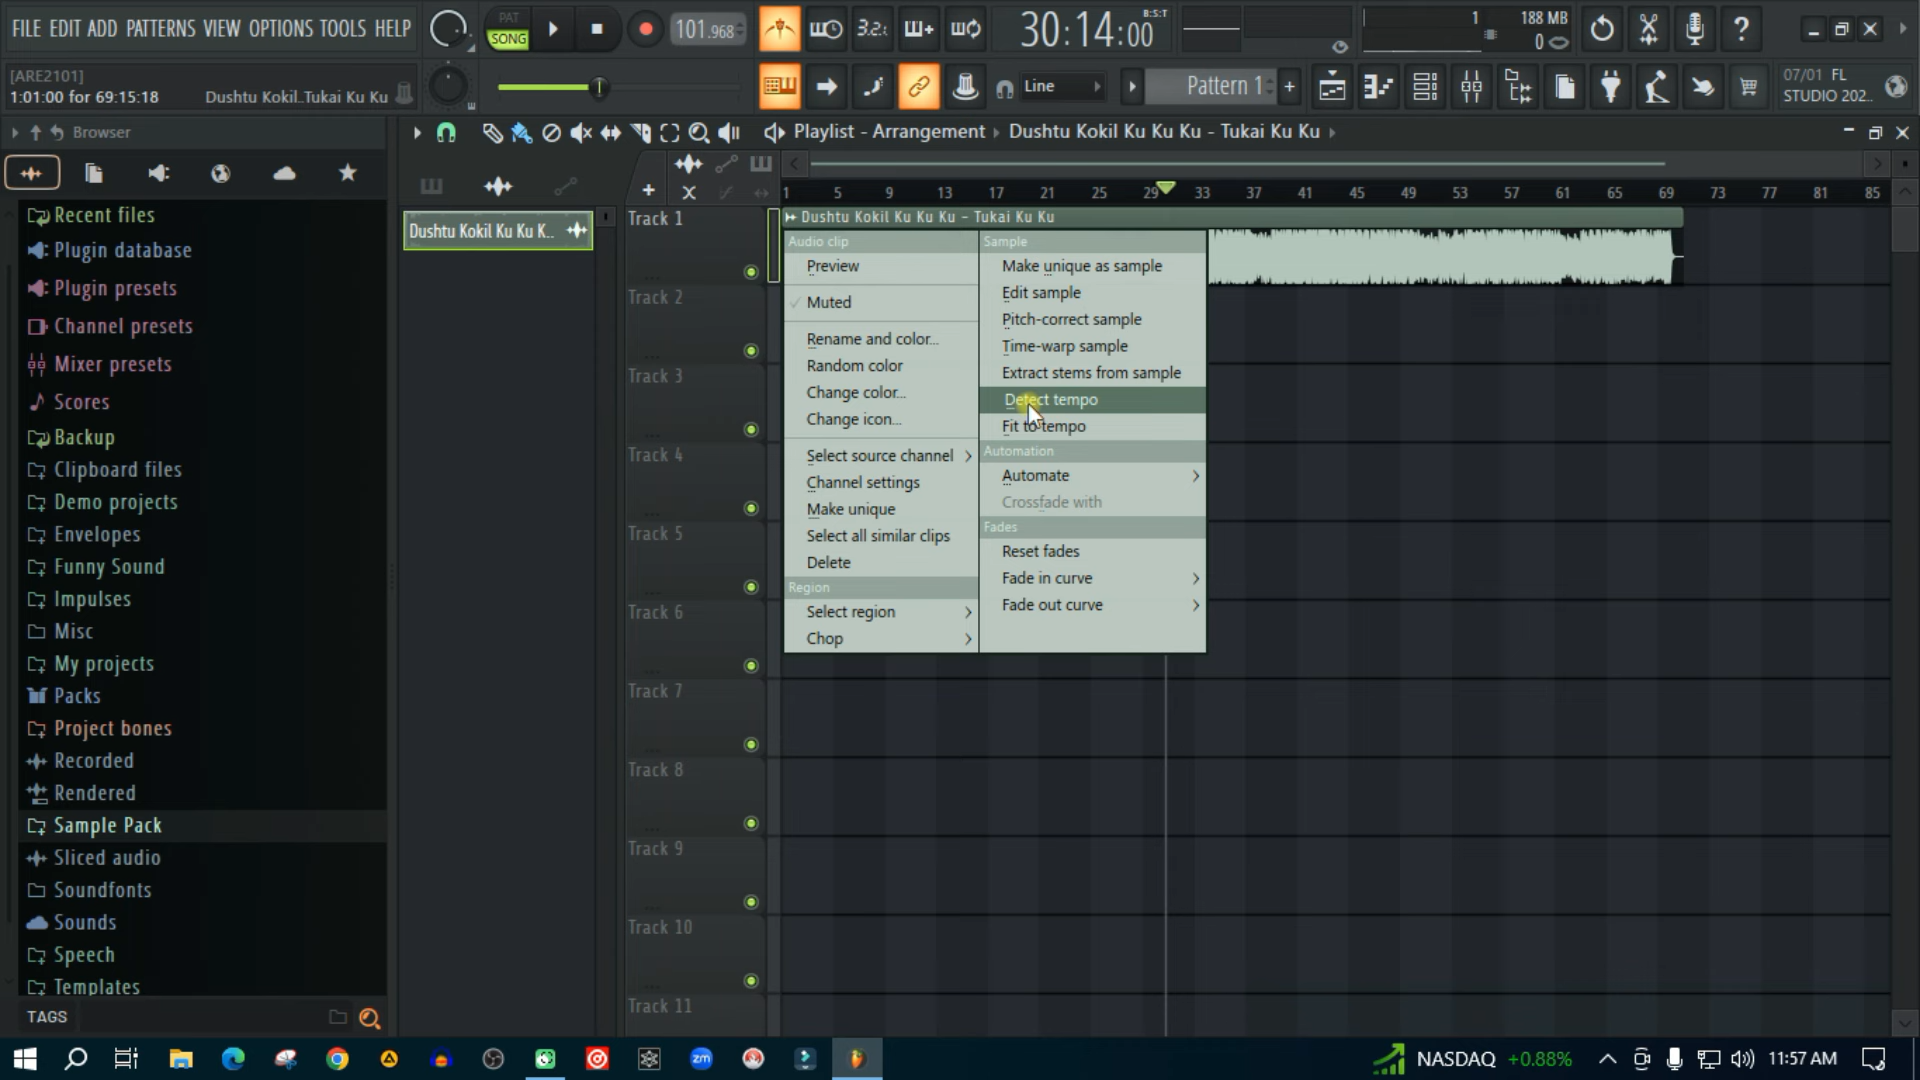 FILE EDIT ADD PATTERNS VIEW OPTIONS TOOLS HELP
PAT
SONG
101.968
3.2
30:14:00
B:S:T
1
188 MB
0
[ARE2101]
1:01:00 for 69:15:18
Dushtu Kokil..Tukai Ku Ku
Line
Pattern 1
07/01 FL
STUDIO 202..
Browser
Playlist - Arrangement › Dushtu Kokil Ku Ku Ku - Tukai Ku Ku
1 5 9 13 17 21 25 29 33 37 41 45 49 53 57 61 65 69 73 77 81 85
Recent files
Plugin database
Plugin presets
Channel presets
Mixer presets
Scores
Backup
Clipboard files
Demo projects
Envelopes
Funny Sound
Impulses
Misc
My projects
Packs
Project bones
Recorded
Rendered
Sample Pack
Sliced audio
Soundfonts
Sounds
Speech
Templates
TAGS
Dushtu Kokil Ku Ku K..
Track 1
Track 2
Track 3
Track 4
Track 5
Track 6
Track 7
Track 8
Track 9
Track 10
Track 11
Dushtu Kokil Ku Ku Ku - Tukai Ku Ku
Audio clip
Preview
Muted
Rename and color...
Random color
Change color...
Change icon...
Select source channel
Channel settings
Make unique
Select all similar clips
Delete
Region
Select region
Chop
Sample
Make unique as sample
Edit sample
Pitch-correct sample
Time-warp sample
Extract stems from sample
Detect tempo
Fit to tempo
Automation
Automate
Crossfade with
Fades
Reset fades
Fade in curve
Fade out curve
zm
NASDAQ +0.88%
11:57 AM